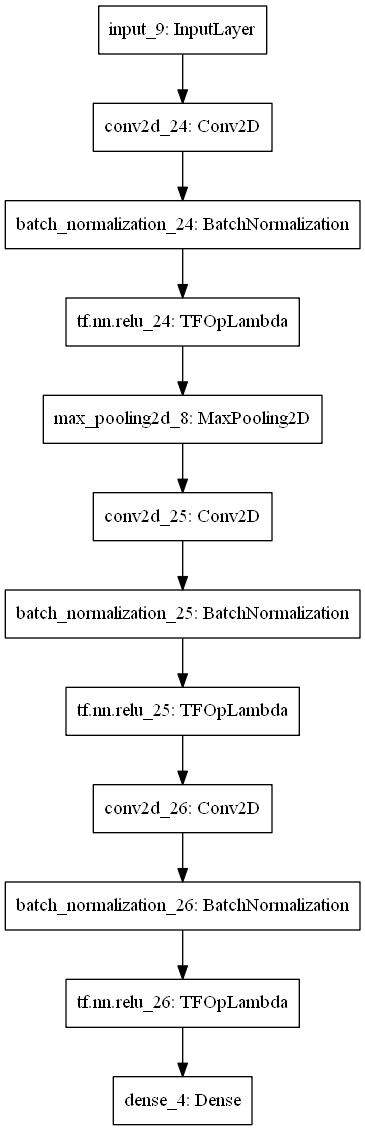 input_9: InputLayer
conv2d_24: Conv2D
batch_normalization_24: BatchNormalization
tf.nn.relu_24: TFOpLambda
max_pooling2d_8: MaxPooling2D
conv2d_25: Conv2D
batch_normalization_25: BatchNormalization
tf.nn.relu_25: TFOpLambda
conv2d_26: Conv2D
batch_normalization_26: BatchNormalization
tf.nn.relu_26: TFOpLambda
dense_4: Dense